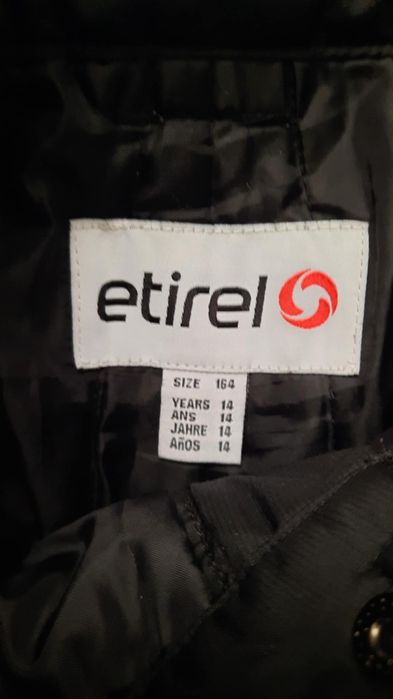 etirel
SIZE 164
YEARS 14
ANS 14
JAHRE 14
AñOS 14